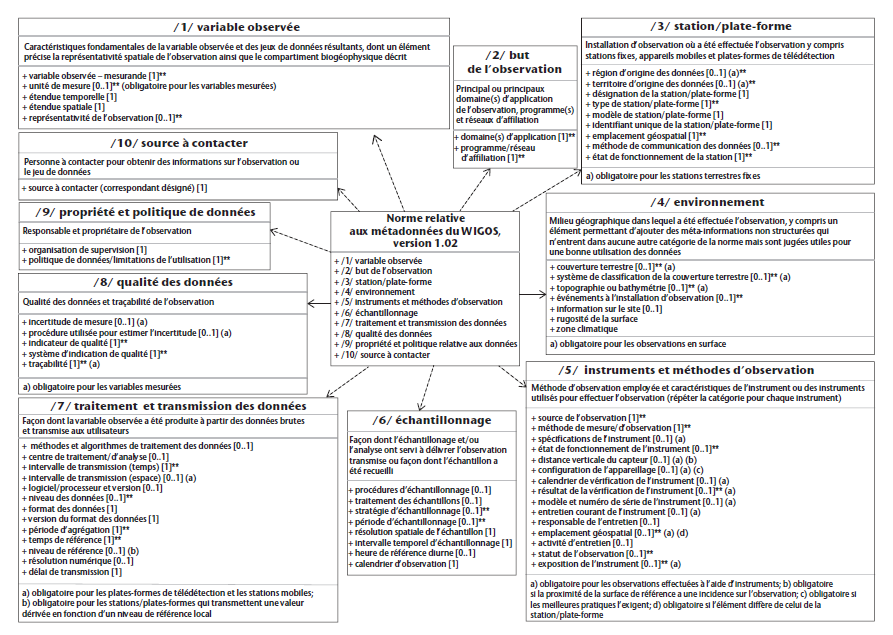 /1/ variable observée
Caractéristiques fondamentales de la variable observée et des jeux de données résultants, dont un élément
précise la représentativité spatiale de l'observation ainsi que le compartiment biogéophysique décrit
+ variable observée – mesurande [1]**
+ unité de mesure [0..1]** (obligatoire pour les variables mesurées)
+ étendue temporelle [1]
+ étendue spatiale [1]
+ représentativité de l'observation [0..1]**
/2/ but
de l'observation
Principal ou principaux
domaine(s) d'application
de l'observation, programme(s)
et réseaux d'affiliation
+ domaine(s) d'application [1]**
+ programme/réseau
d'affiliation [1]**
/3/ station/plate-forme
Installation d'observation où a été effectuée l'observation y compris
stations fixes, appareils mobiles et plates-formes de télédétection
+ région d'origine des données [0..1] (a)**
+ territoire d'origine des données [0..1] (a)**
+ désignation de la station/plate-forme [1]
+ type de station/plate-forme [1]**
+ modèle de station/plate-forme [1]
+ identifiant unique de la station/plate-forme [1]
+ emplacement géospatial [1]**
+ méthode de communication des données [0..1]**
+ état de fonctionnement de la station [1]**
a) obligatoire pour les stations terrestres fixes
/10/ source à contacter
Personne à contacter pour obtenir des informations sur l'observation ou
le jeu de données
+ source à contacter (correspondant désigné) [1]
/9/ propriété et politique de données
Responsable et propriétaire de l'observation
+ organisation de supervision [1]
+ politique de données/limitations de l'utilisation [1]**
Norme relative
aux métadonnées du WIGOS,
version 1.02
+ /1/ variable observée
+ /2/ but de l'observation
+ /3/ station/plate-forme
+ /4/ environnement
+ /5/ instruments et méthodes d'observation
+ /6/ échantillonnage
+ /7/ traitement et transmission des données
+ /8/ qualité des données
+ /9/ propriété et politique relative aux données
+ /10/ source à contacter
/4/ environnement
Milieu géographique dans lequel a été effectuée l'observation, y compris un
élément permettant d'ajouter des méta-informations non structurées qui
n'entrent dans aucune autre catégorie de la norme mais sont jugées utiles pour
une bonne utilisation des données
+ couverture terrestre [0..1]** (a)
+ système de classification de la couverture terrestre [0..1]** (a)
+ topographie ou bathymétrie [0..1]** (a)
+ événements à l'installation d'observation [0..1]**
+ information sur le site [0..1]
+ rugosité de la surface
+ zone climatique
a) obligatoire pour les observations en surface
/8/ qualité des données
Qualité des données et traçabilité de l'observation
+ incertitude de mesure [0..1] (a)
+ procédure utilisée pour estimer l'incertitude [0..1] (a)
+ indicateur de qualité [1]**
+ système d'indication de qualité [1]**
+ traçabilité [1]** (a)
a) obligatoire pour les variables mesurées
/7/ traitement et transmission des données
Façon dont la variable observée a été produite à partir des données brutes
et transmise aux utilisateurs
+ méthodes et algorithmes de traitement des données [0..1]
+ centre de traitement/d'analyse [0..1]
+ intervalle de transmission (temps) [1]**
+ intervalle de transmission (espace) [0..1] (a)
+ logiciel/processeur et version [0..1]
+ niveau des données [0..1]**
+ format des données [1]
+ version du format des données [1]
+ période d'agrégation [1]**
+ temps de référence [1]**
+ niveau de référence [0..1] (b)
+ résolution numérique [0..1]
+ délai de transmission [1]
a) obligatoire pour les plates-formes de télédétection et les stations mobiles;
b) obligatoire pour les stations/plates-formes qui transmettent une valeur
dérivée en fonction d'un niveau de référence local
/6/ échantillonnage
Façon dont l'échantillonage et/ou
l'analyse ont servi à délivrer l'observation
transmise ou façon dont l'échantillon a
été recueilli
+ procédures d'échantillonnage [0..1]
+ traitement des échantillons [0..1]
+ stratégie d'échantillonnage [0..1]**
+ période d'échantillonnage [0..1]**
+ résolution spatiale de l'échantillon [1]
+ intervalle temporel d'échantillonnage [1]
+ heure de référence diurne [0..1]
+ calendrier d'observation [1]
/5/ instruments et méthodes d'observation
Méthode d'observation employée et caractéristiques de l'instrument ou des instruments
utilisés pour effectuer l'observation (répéter la catégorie pour chaque instrument)
+ source de l'observation [1]**
+ méthode de mesure/d'observation [1]**
+ spécifications de l'instrument [0..1] (a)
+ état de fonctionnement de l'instrument [0..1]**
+ distance verticale du capteur [0..1] (a) (b)
+ configuration de l'appareillage [0..1] (a) (c)
+ calendrier de vérification de l'instrument [0..1] (a)
+ résultat de la vérification de l'instrument [0..1]** (a)
+ modèle et numéro de série de l'instrument [0..1] (a)
+ entretien courant de l'instrument [0..1] (a)
+ responsable de l'entretien [0..1]
+ emplacement géospatial [0..1]** (a) (d)
+ activité d'entretien [0..1]
+ statut de l'observation [0..1]**
+ exposition de l'instrument [0..1]** (a)
a) obligatoire pour les observations effectuées à l'aide d'instruments; b) obligatoire
si la proximité de la surface de référence a une incidence sur l'observation; c) obligatoire si
les meilleures pratiques l'exigent; d) obligatoire si l'élément diffère de celui de la
station/plate-forme